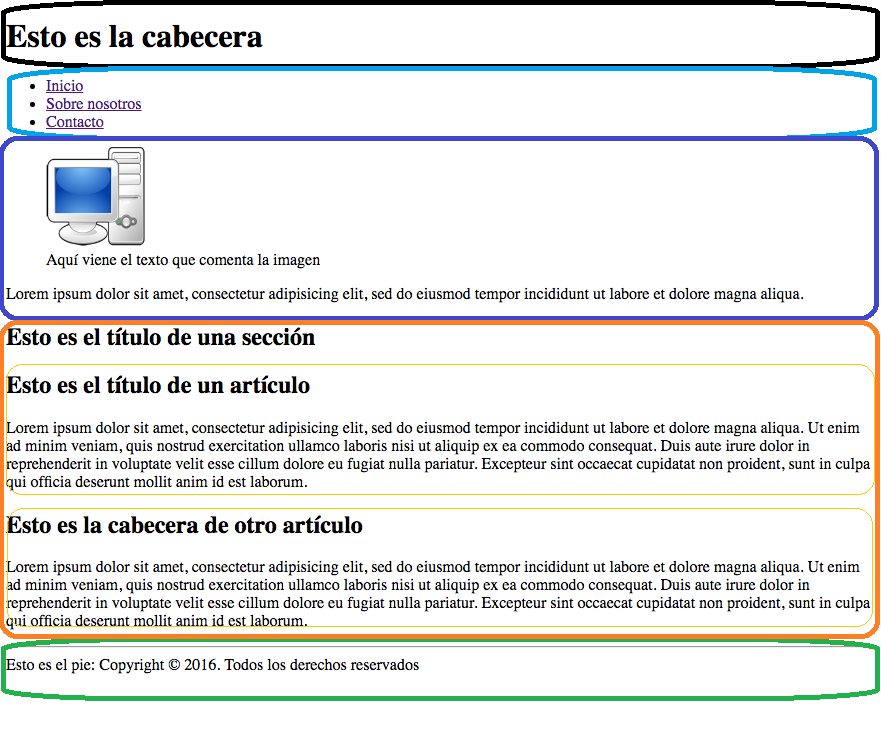 Esto es la cabecera
Inicio
Sobre nosotros
Contacto
Aquí viene el texto que comenta la imagen
Lorem ipsum dolor sit amet, consectetur adipisicing elit, sed do eiusmod tempor incididunt ut labore et dolore magna aliqua.
Esto es el título de una sección
Esto es el título de un artículo
Lorem ipsum dolor sit amet, consectetur adipisicing elit, sed do eiusmod tempor incididunt ut labore et dolore magna aliqua. Ut enim
ad minim veniam, quis nostrud exercitation ullamco laboris nisi ut aliquip ex ea commodo consequat. Duis aute irure dolor in
reprehenderit in voluptate velit esse cillum dolore eu fugiat nulla pariatur. Excepteur sint occaecat cupidatat non proident, sunt in culpa
qui officia deserunt mollit anim id est laborum.
Esto es la cabecera de otro artículo
Lorem ipsum dolor sit amet, consectetur adipisicing elit, sed do eiusmod tempor incididunt ut labore et dolore magna aliqua. Ut enim
ad minim veniam, quis nostrud exercitation ullamco laboris nisi ut aliquip ex ea commodo consequat. Duis aute irure dolor in
reprehenderit in voluptate velit esse cillum dolore eu fugiat nulla pariatur. Excepteur sint occaecat cupidatat non proident, sunt in culpa
qui officia deserunt mollit anim id est laborum.
Esto es el pie: Copyright © 2016. Todos los derechos reservados